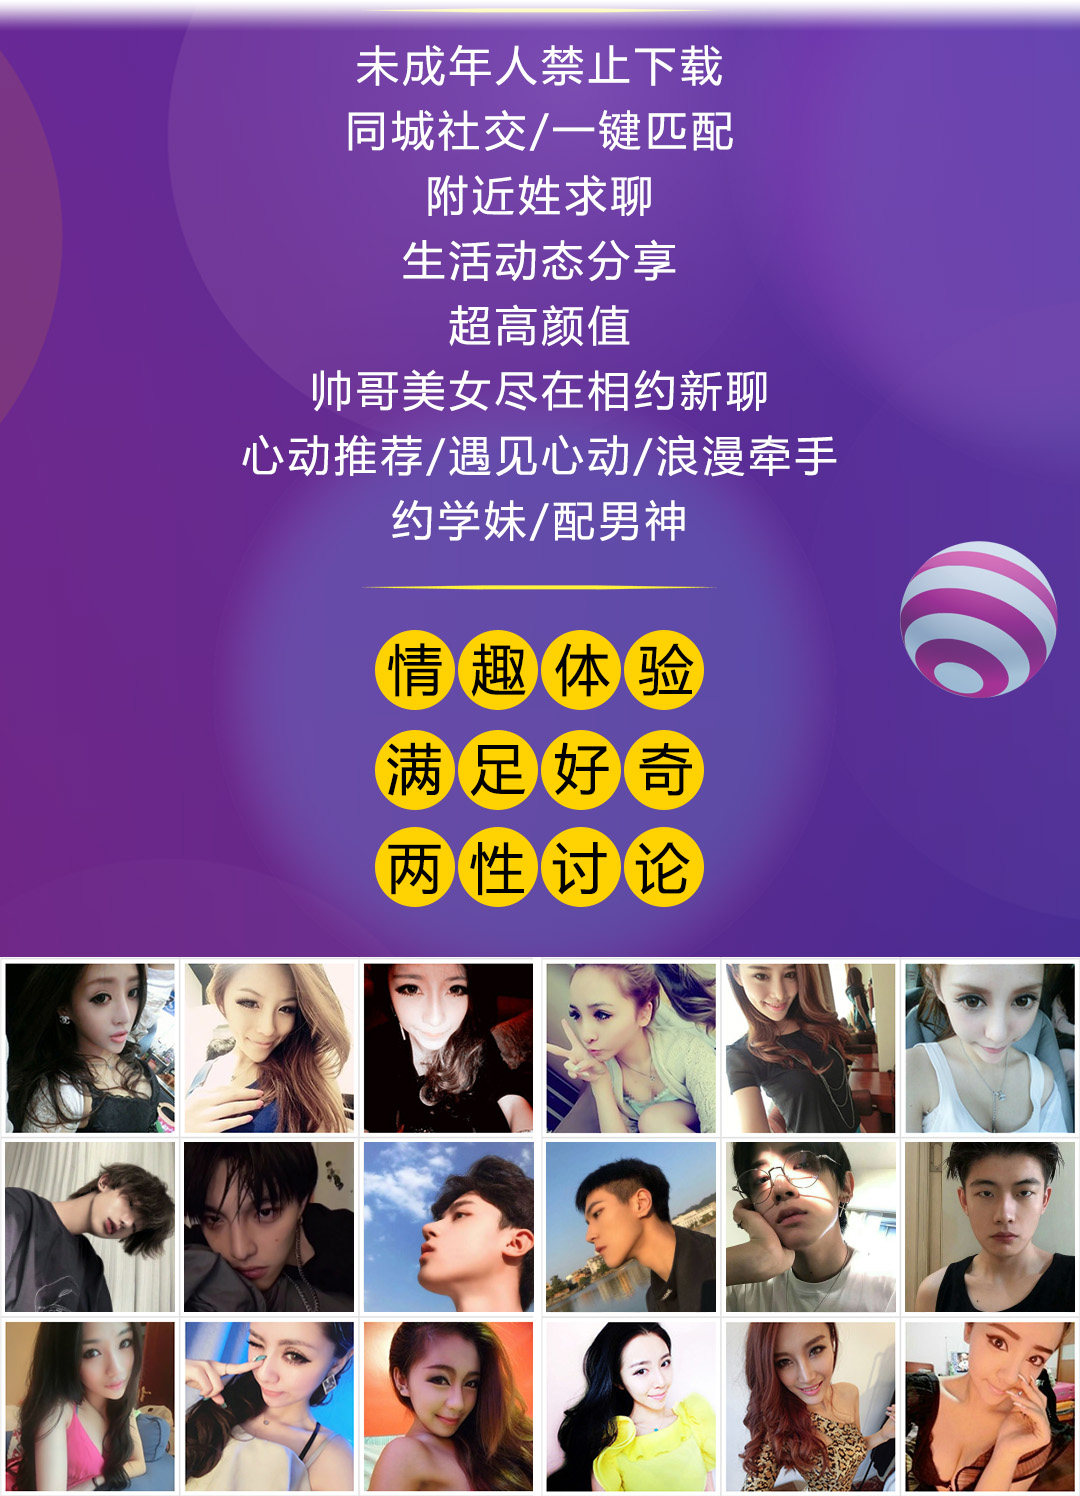 未成年人禁止下载
同城社交/一键匹配
附近姓求聊
生活动态分享
超高颜值
帅哥美女尽在相约新聊
心动推荐/遇见心动/浪漫牵手
约学妹/配男神
情趣体验
满足好奇
两性讨论